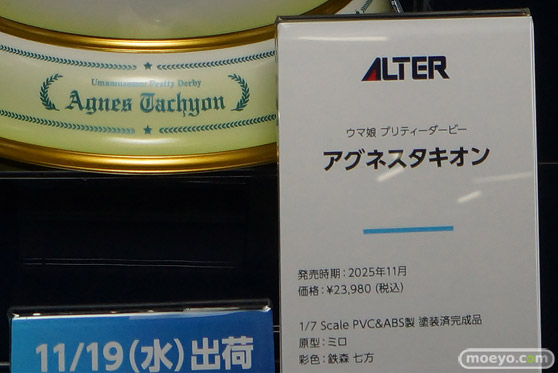 Umamusume Pretty Derby
Agnes Tachyon
ALTER
ウマ娘 プリティーダービー
アグネスタキオン
発売時期：2025年11月
価格：¥23,980（税込）
1/7 Scale PVC&ABS製 塗装済完成品
原型：ミロ
彩色：鉄森 七方
11/19（水）出荷
moeyo.com